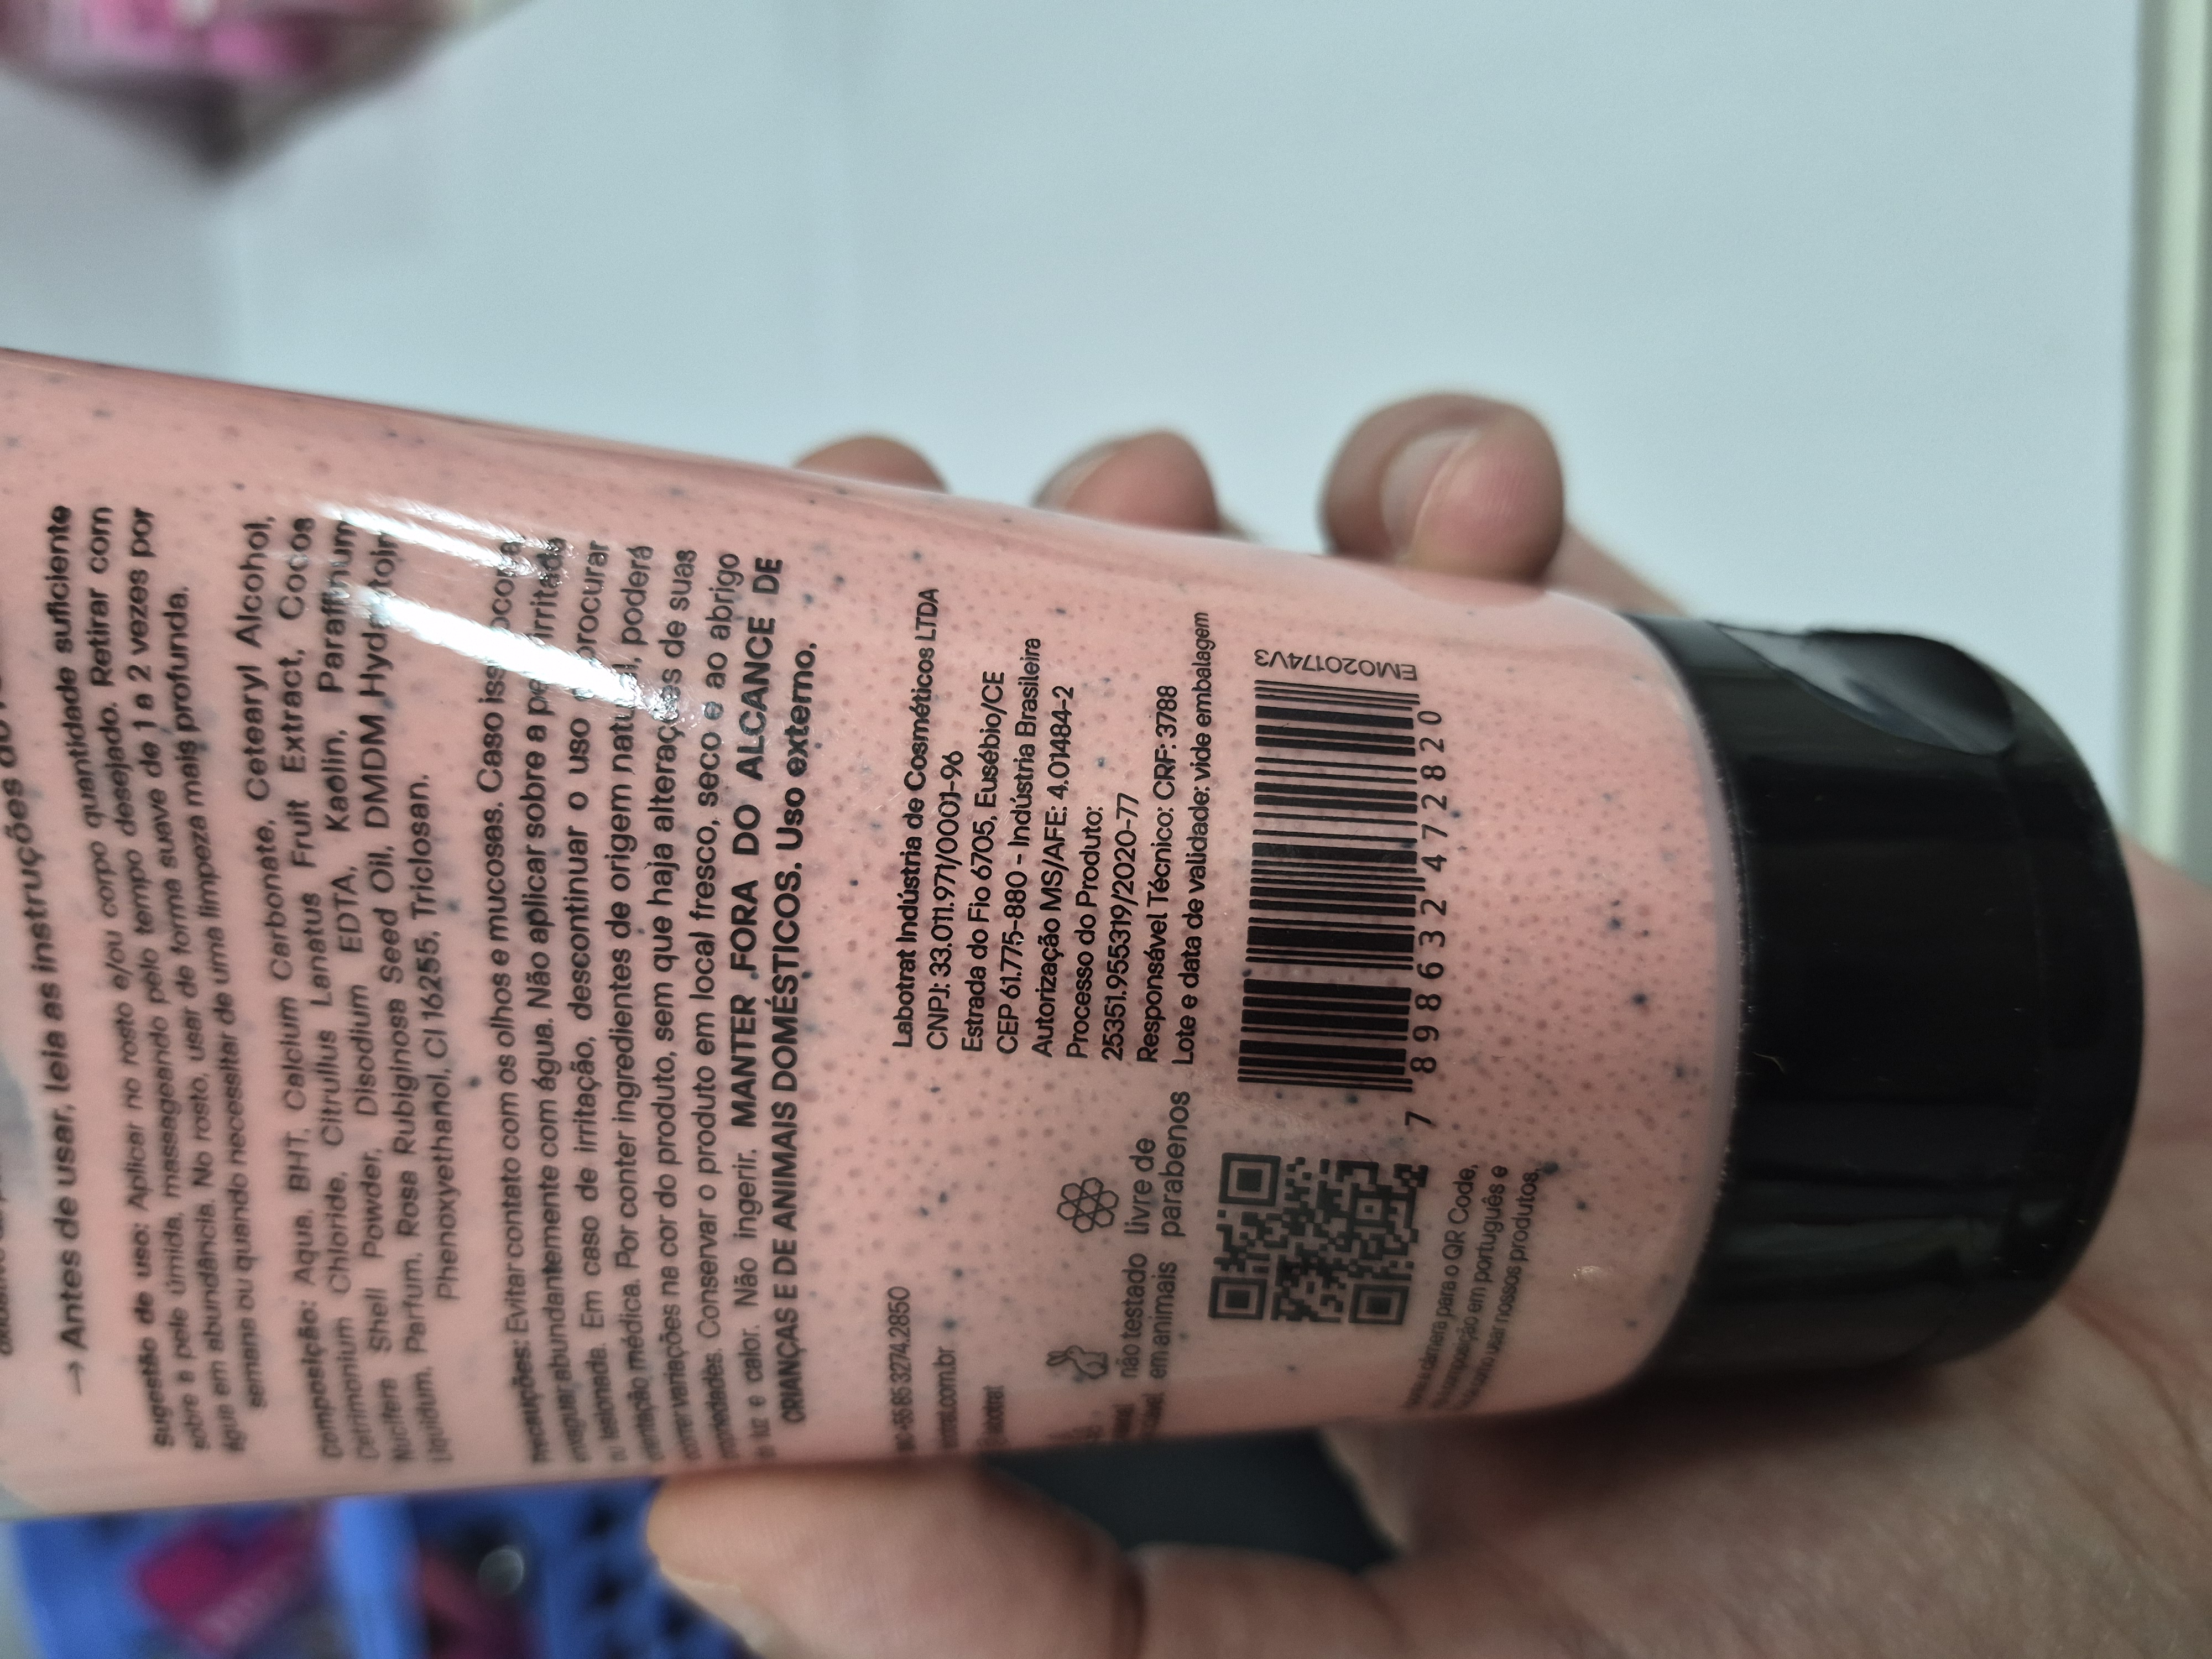 → Antes de usar, leia as instruções do
Sugestão de uso: Aplicar no rosto e/ou corpo quantidade suficiente
sobre a pele úmida, massageando pelo tempo desejado. Retirar com
água em abundância. No rosto, usar de forma suave de 1 a 2 vezes por
semana ou quando necessitar de uma limpeza mais profunda.
Composição: Aqua, BHT, Calcium Carbonate, Cetearyl Alcohol,
Cetrimonium Chloride, Citrullus Lanatus Fruit Extract, Cocos
Nucifera Shell Powder, Disodium EDTA, Kaolin, Paraffinum
Liquidum, Parfum, Rosa Rubiginosa Seed Oil, DMDM Hydantoin
Phenoxyethanol, CI 16255, Triclosan.
Precauções: Evitar contato com os olhos e mucosas. Caso isso ocorra
enxaguar abundantemente com água. Não aplicar sobre a pele irritada
ou lesionada. Em caso de irritação, descontinuar o uso e procurar
orientação médica. Por conter ingredientes de origem natural, poderá
ocorrer variações na cor do produto, sem que haja alterações de suas
propriedades. Conservar o produto em local fresco, seco e ao abrigo
da luz e calor. Não ingerir. MANTER FORA DO ALCANCE DE
CRIANÇAS E DE ANIMAIS DOMÉSTICOS. Uso externo.
+55 85 3274.2850
labotrat.com.br
labotrat
não testado
em animais
livre de
parabenos
Labotrat Indústria de Cosméticos LTDA
CNPJ: 33.011.971/0001-96
Estrada do Fio 6705, Eusébio/CE
CEP 61.775-880 - Indústria Brasileira
Autorização MS/AFE: 4.01484-2
Processo do Produto:
25351.955319/2020-77
Responsável Técnico: CRF: 3788
Lote e data de validade: vide embalagem
câmera para o QR Code,
composição em português e
como usar nossos produtos.
7 898632 472820
EM020174V3